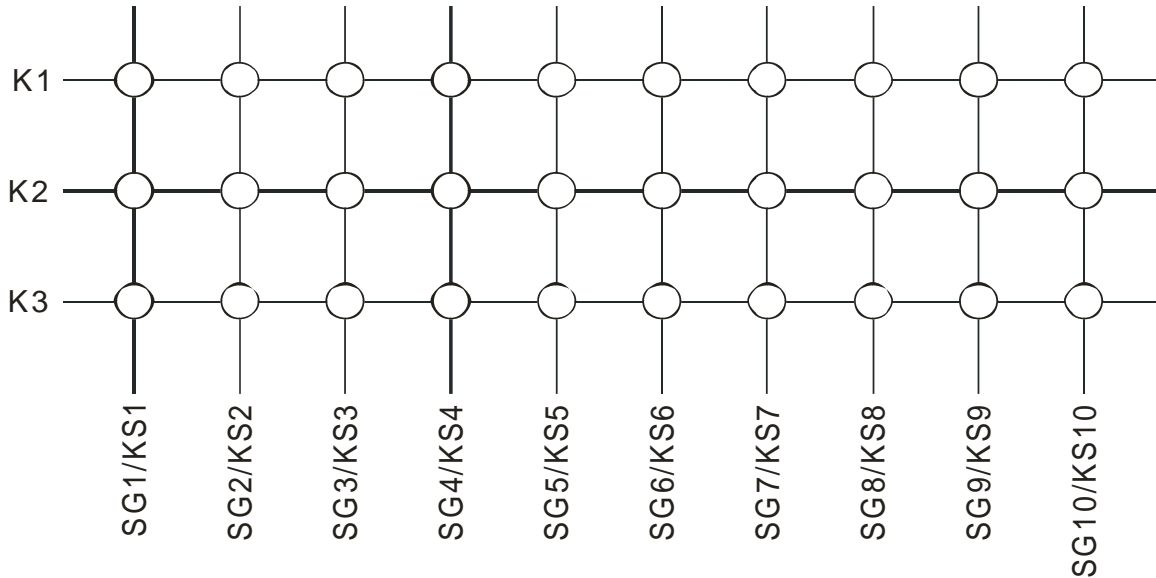 K1
K2
K3
SG1/KS1
SG2/KS2
SG3/KS3
SG4/KS4
SG5/KS5
SG6/KS6
SG7/KS7
SG8/KS8
SG9/KS9
SG10/KS10